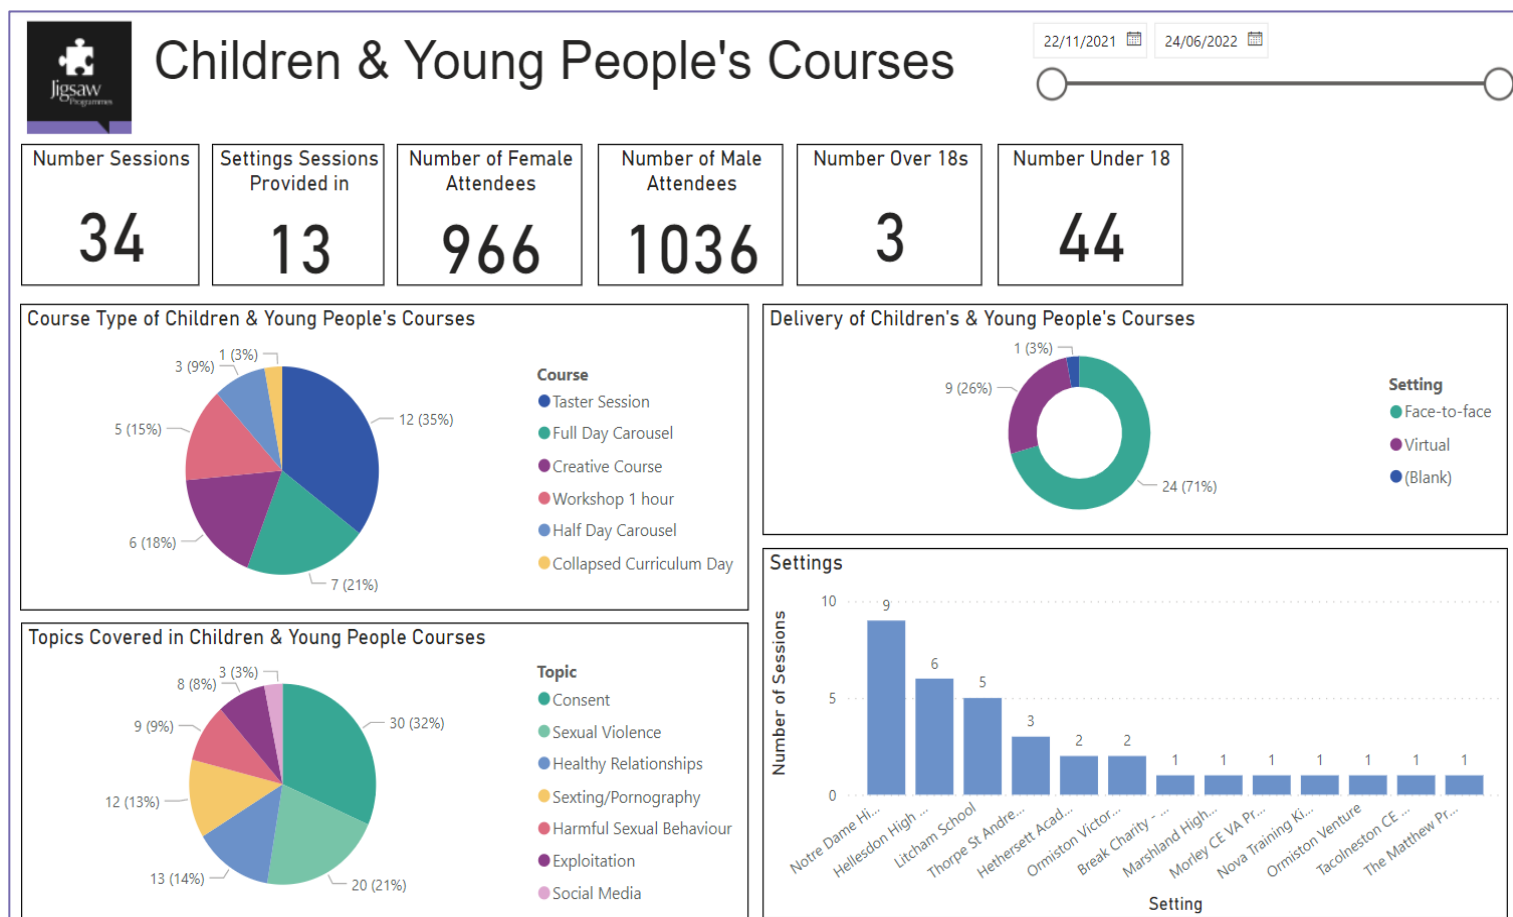 Jigsaw
Programmes
Children & Young People's Courses
22/11/2021
24/06/2022
Number Sessions
34
Settings Sessions
Provided in
13
Number of Female
Attendees
966
Number of Male
Attendees
1036
Number Over 18s
3
Number Under 18
44
Course Type of Children & Young People's Courses
1 (3%)
3 (9%)
5 (15%)
6 (18%)
7 (21%)
12 (35%)
Course
Taster Session
Full Day Carousel
Creative Course
Workshop 1 hour
Half Day Carousel
Collapsed Curriculum Day
Delivery of Children's & Young People's Courses
1 (3%)
9 (26%)
24 (71%)
Setting
Face-to-face
Virtual
(Blank)
Topics Covered in Children & Young People Courses
3 (3%)
8 (8%)
9 (9%)
12 (13%)
13 (14%)
20 (21%)
30 (32%)
Topic
Consent
Sexual Violence
Healthy Relationships
Sexting/Pornography
Harmful Sexual Behaviour
Exploitation
Social Media
Settings
Number of Sessions
10
5
0
9
6
5
3
2
2
1
1
1
1
1
1
1
Notre Dame Hi...
Hellesdon High ...
Litcham School
Thorpe St Andre...
Hethersett Acad...
Ormiston Victor...
Break Charity - ...
Marshland High...
Morley CE VA Pr...
Nova Training Ki...
Ormiston Venture
Tacolneston CE ...
The Matthew Pr...
Setting